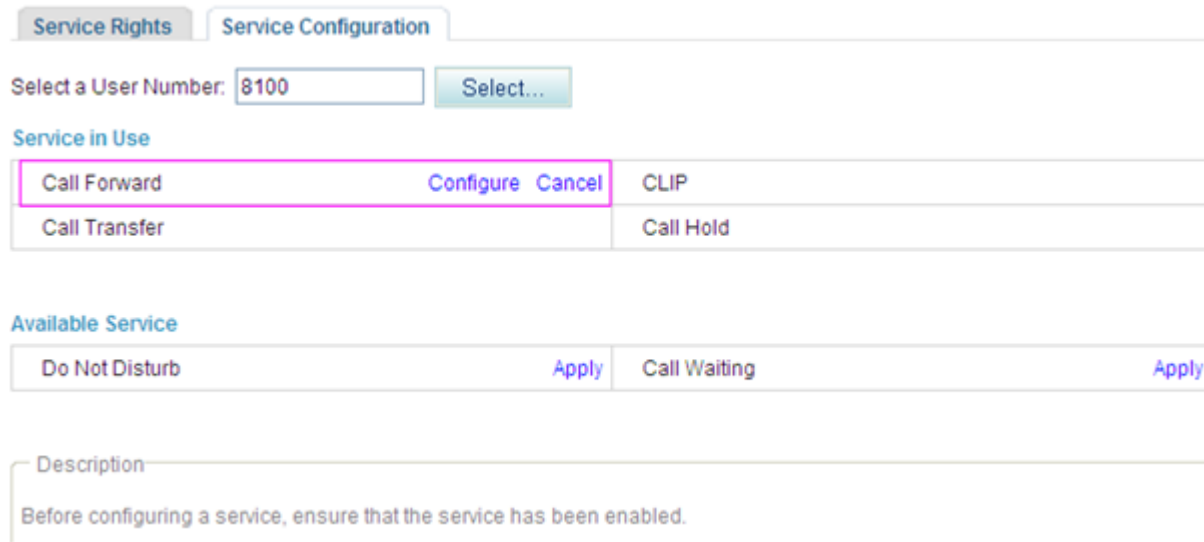 Service Rights Service Configuration
Select a User Number: 8100 Select...
Service in Use
Call Forward Configure Cancel CLIP
Call Transfer Call Hold
Available Service
Do Not Disturb Apply Call Waiting Apply
Description
Before configuring a service, ensure that the service has been enabled.